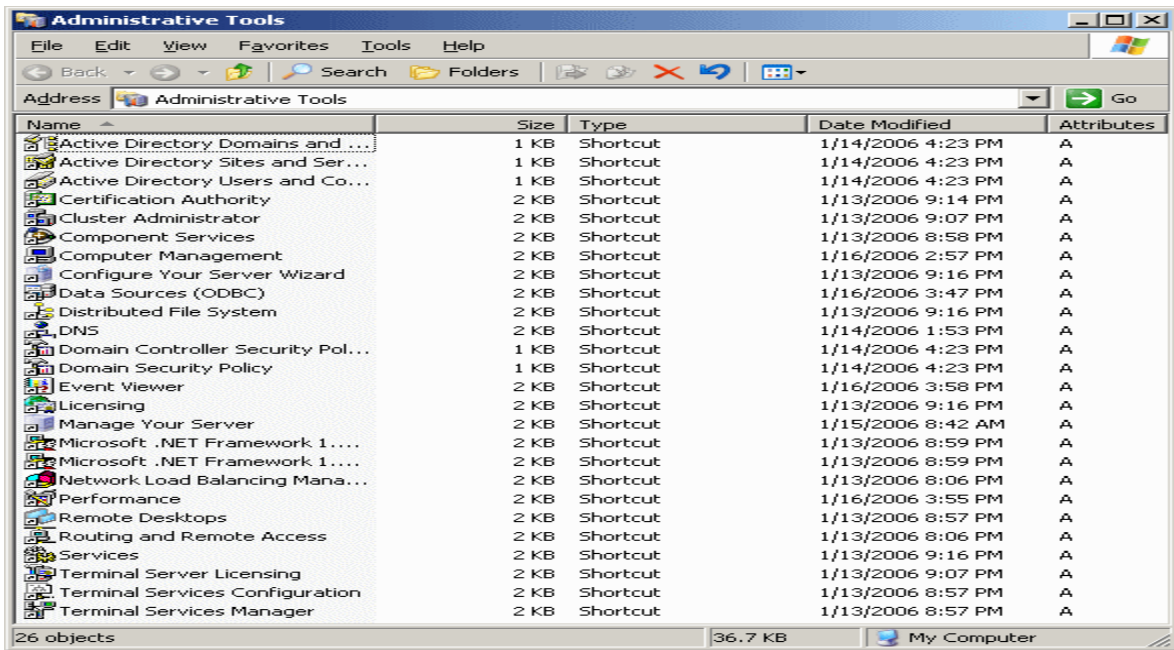 Administrative Tools
File Edit View Favorites Tools Help
Back Search Folders
Address Administrative Tools Go
Name Size Type Date Modified Attributes
Active Directory Domains and ... 1 KB Shortcut 1/14/2006 4:23 PM A
Active Directory Sites and Ser... 1 KB Shortcut 1/14/2006 4:23 PM A
Active Directory Users and Co... 1 KB Shortcut 1/14/2006 4:23 PM A
Certification Authority 2 KB Shortcut 1/13/2006 9:14 PM A
Cluster Administrator 2 KB Shortcut 1/13/2006 9:07 PM A
Component Services 2 KB Shortcut 1/13/2006 8:58 PM A
Computer Management 2 KB Shortcut 1/16/2006 2:57 PM A
Configure Your Server Wizard 2 KB Shortcut 1/13/2006 9:16 PM A
Data Sources (ODBC) 2 KB Shortcut 1/16/2006 3:47 PM A
Distributed File System 2 KB Shortcut 1/13/2006 9:16 PM A
DNS 2 KB Shortcut 1/14/2006 1:53 PM A
Domain Controller Security Pol... 1 KB Shortcut 1/14/2006 4:23 PM A
Domain Security Policy 1 KB Shortcut 1/14/2006 4:23 PM A
Event Viewer 2 KB Shortcut 1/16/2006 3:58 PM A
Licensing 2 KB Shortcut 1/13/2006 9:16 PM A
Manage Your Server 2 KB Shortcut 1/15/2006 8:42 AM A
Microsoft .NET Framework 1.... 2 KB Shortcut 1/13/2006 8:59 PM A
Microsoft .NET Framework 1.... 2 KB Shortcut 1/13/2006 8:59 PM A
Network Load Balancing Mana... 2 KB Shortcut 1/13/2006 8:06 PM A
Performance 2 KB Shortcut 1/16/2006 3:55 PM A
Remote Desktops 2 KB Shortcut 1/13/2006 8:57 PM A
Routing and Remote Access 2 KB Shortcut 1/13/2006 8:06 PM A
Services 2 KB Shortcut 1/13/2006 9:16 PM A
Terminal Server Licensing 2 KB Shortcut 1/13/2006 9:07 PM A
Terminal Services Configuration 2 KB Shortcut 1/13/2006 8:57 PM A
Terminal Services Manager 2 KB Shortcut 1/13/2006 8:57 PM A
26 objects 36.7 KB My Computer